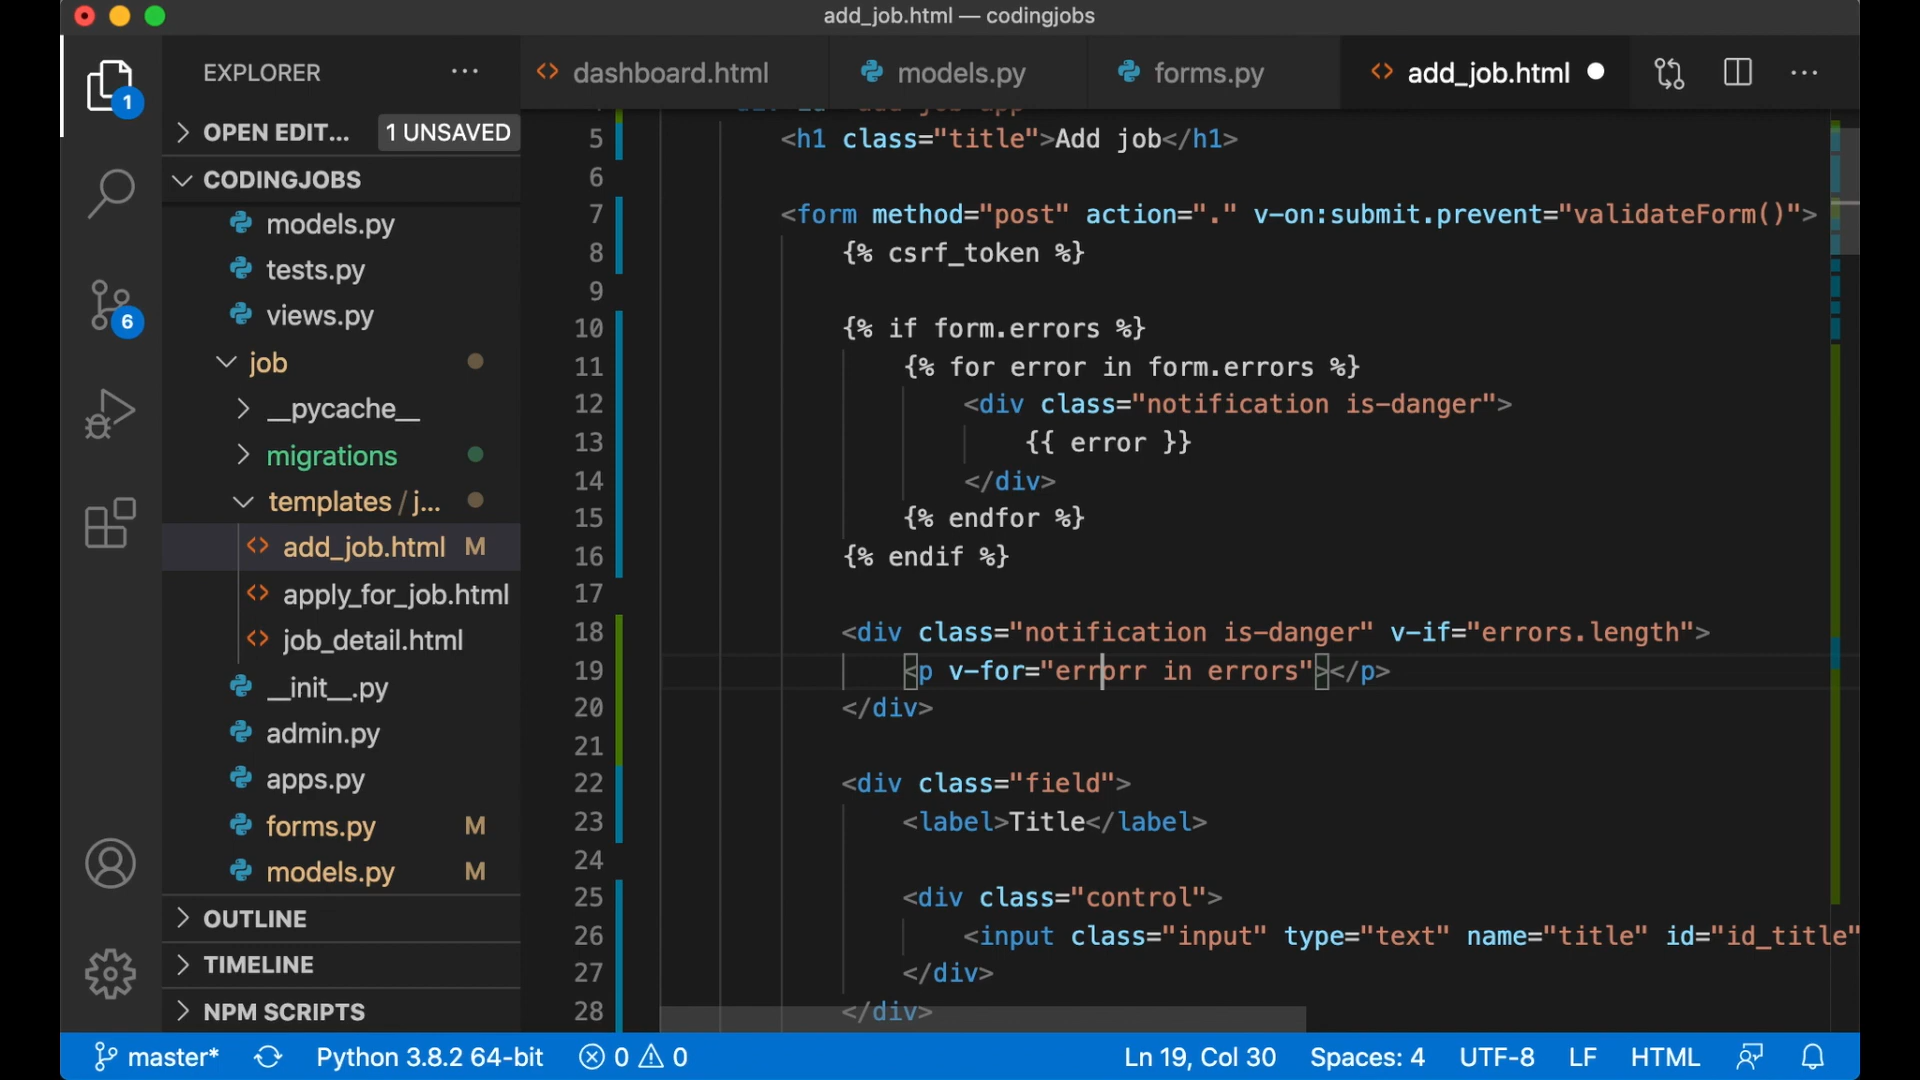 add_job.html — codingjobs
EXPLORER
dashboard.html
models.py
forms.py
add_job.html
OPEN EDIT... 1 UNSAVED
CODINGJOBS
models.py
tests.py
views.py
job
__pycache__
migrations
templates / j...
add_job.html M
apply_for_job.html
job_detail.html
__init__.py
admin.py
apps.py
forms.py M
models.py M
OUTLINE
TIMELINE
NPM SCRIPTS
1
6
5 <h1 class="title">Add job</h1>
6
7 <form method="post" action="." v-on:submit.prevent="validateForm()">
8 {% csrf_token %}
9
10 {% if form.errors %}
11 {% for error in form.errors %}
12 <div class="notification is-danger">
13 {{ error }}
14 </div>
15 {% endfor %}
16 {% endif %}
17
18 <div class="notification is-danger" v-if="errors.length">
19 <p v-for="errorr in errors"></p>
20 </div>
21
22 <div class="field">
23 <label>Title</label>
24
25 <div class="control">
26 <input class="input" type="text" name="title" id="id_title"
27 </div>
28 </div>
master* Python 3.8.2 64-bit 0 0 Ln 19, Col 30 Spaces: 4 UTF-8 LF HTML